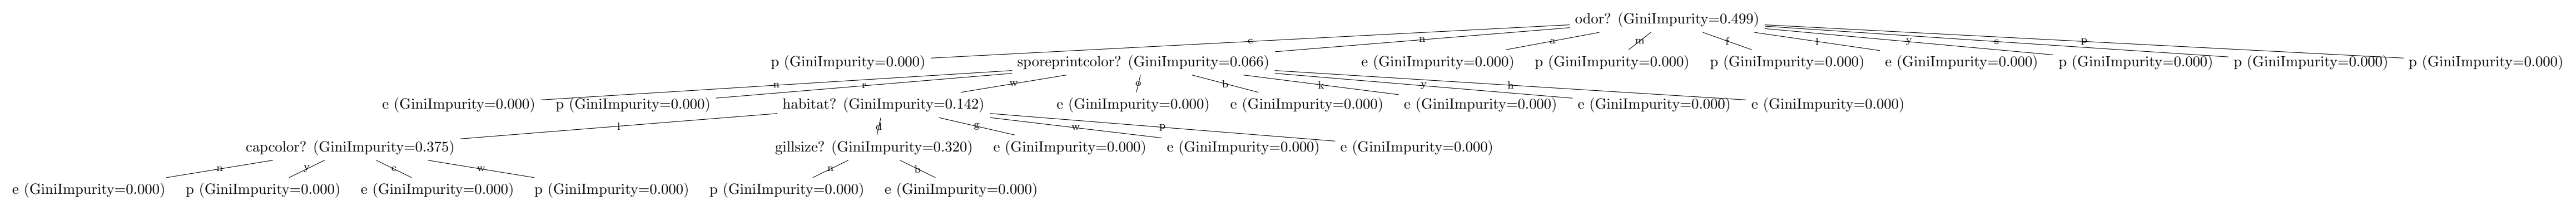 odor? (GiniImpurity=0.499)
c n a m f l y s p
p (GiniImpurity=0.000) sporeprintcolor? (GiniImpurity=0.066) e (GiniImpurity=0.000) p (GiniImpurity=0.000) p (GiniImpurity=0.000) e (GiniImpurity=0.000) p (GiniImpurity=0.000) p (GiniImpurity=0.000) p (GiniImpurity=0.000)
n r w b k y h
e (GiniImpurity=0.000) p (GiniImpurity=0.000) habitat? (GiniImpurity=0.142) e (GiniImpurity=0.000) e (GiniImpurity=0.000) e (GiniImpurity=0.000) e (GiniImpurity=0.000) e (GiniImpurity=0.000)
l d g w p
capcolor? (GiniImpurity=0.375) gillsize? (GiniImpurity=0.320) e (GiniImpurity=0.000) e (GiniImpurity=0.000) e (GiniImpurity=0.000)
n y c w n b
e (GiniImpurity=0.000) p (GiniImpurity=0.000) e (GiniImpurity=0.000) p (GiniImpurity=0.000) p (GiniImpurity=0.000) e (GiniImpurity=0.000)